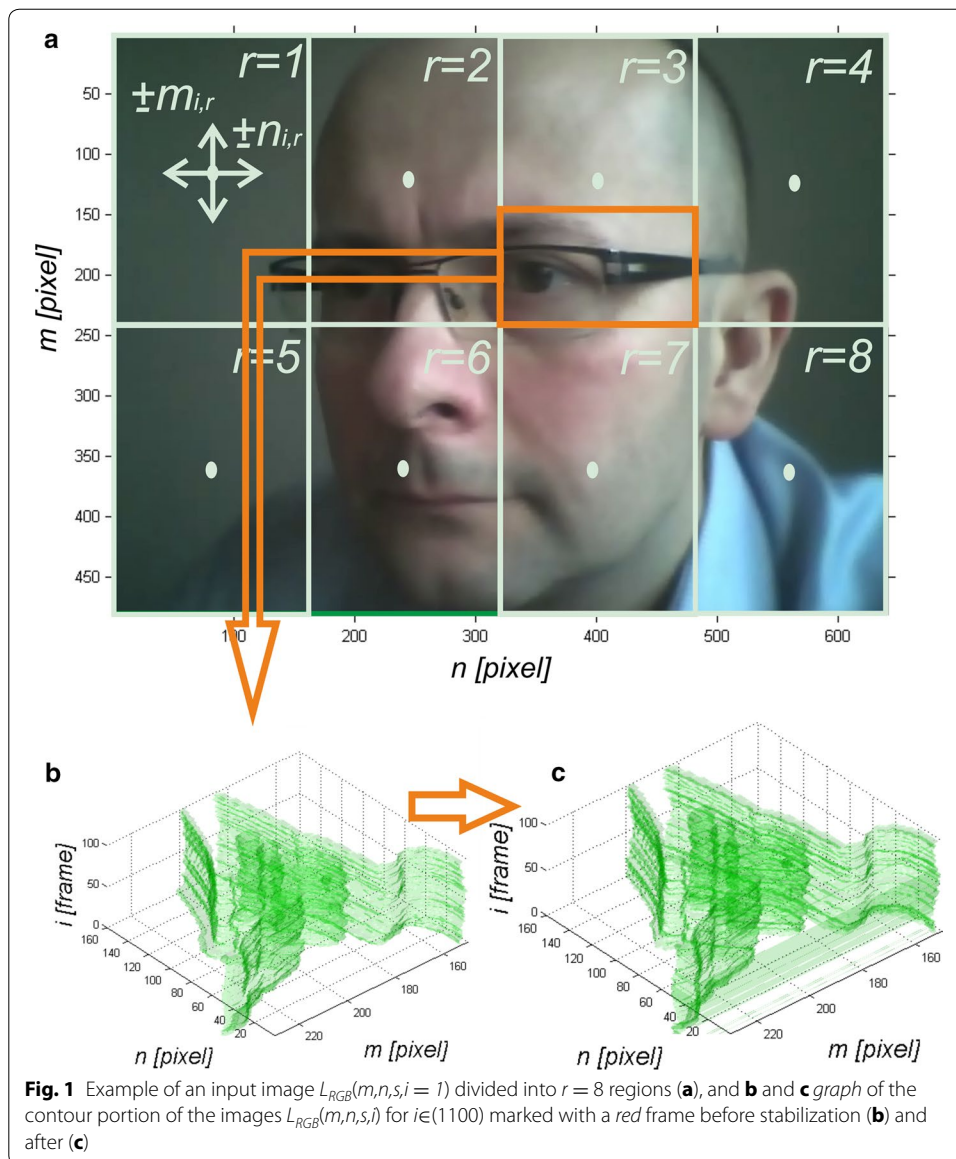 a
r=1
r=2
r=3
r=4
±mi,r
±ni,r
50
100
150
200
250
300
350
400
450
m [pixel]
r=5
r=6
r=7
r=8
100
200
300
400
500
600
n [pixel]
b
100
50
0
i [frame]
160
140
120
100
80
60
40
20
n [pixel]
220
200
180
160
m [pixel]
c
100
50
0
i [frame]
160
140
120
100
80
60
40
20
n [pixel]
220
200
180
160
m [pixel]
Fig. 1 Example of an input image LRGB(m,n,s,i = 1) divided into r = 8 regions (a), and b and c graph of the
contour portion of the images LRGB(m,n,s,i) for i∈(1100) marked with a red frame before stabilization (b) and
after (c)